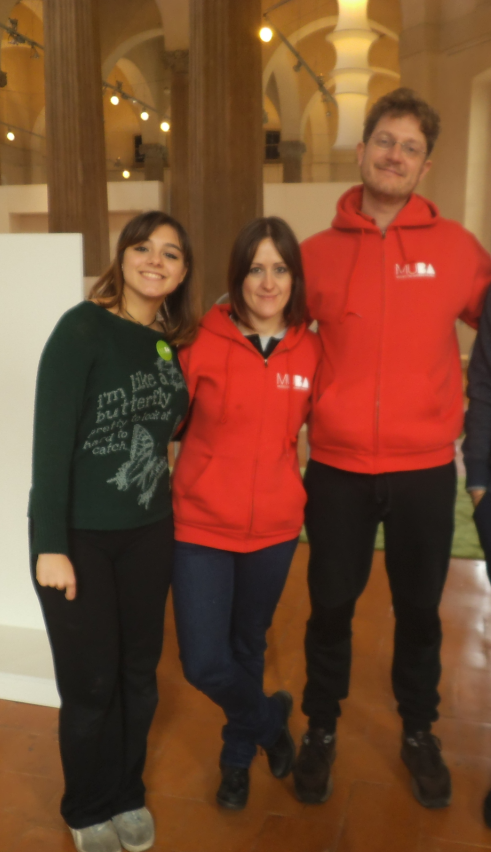 i'm like a
butterfly
pretty to look at
hard to
catch.
MUBA
MUBA